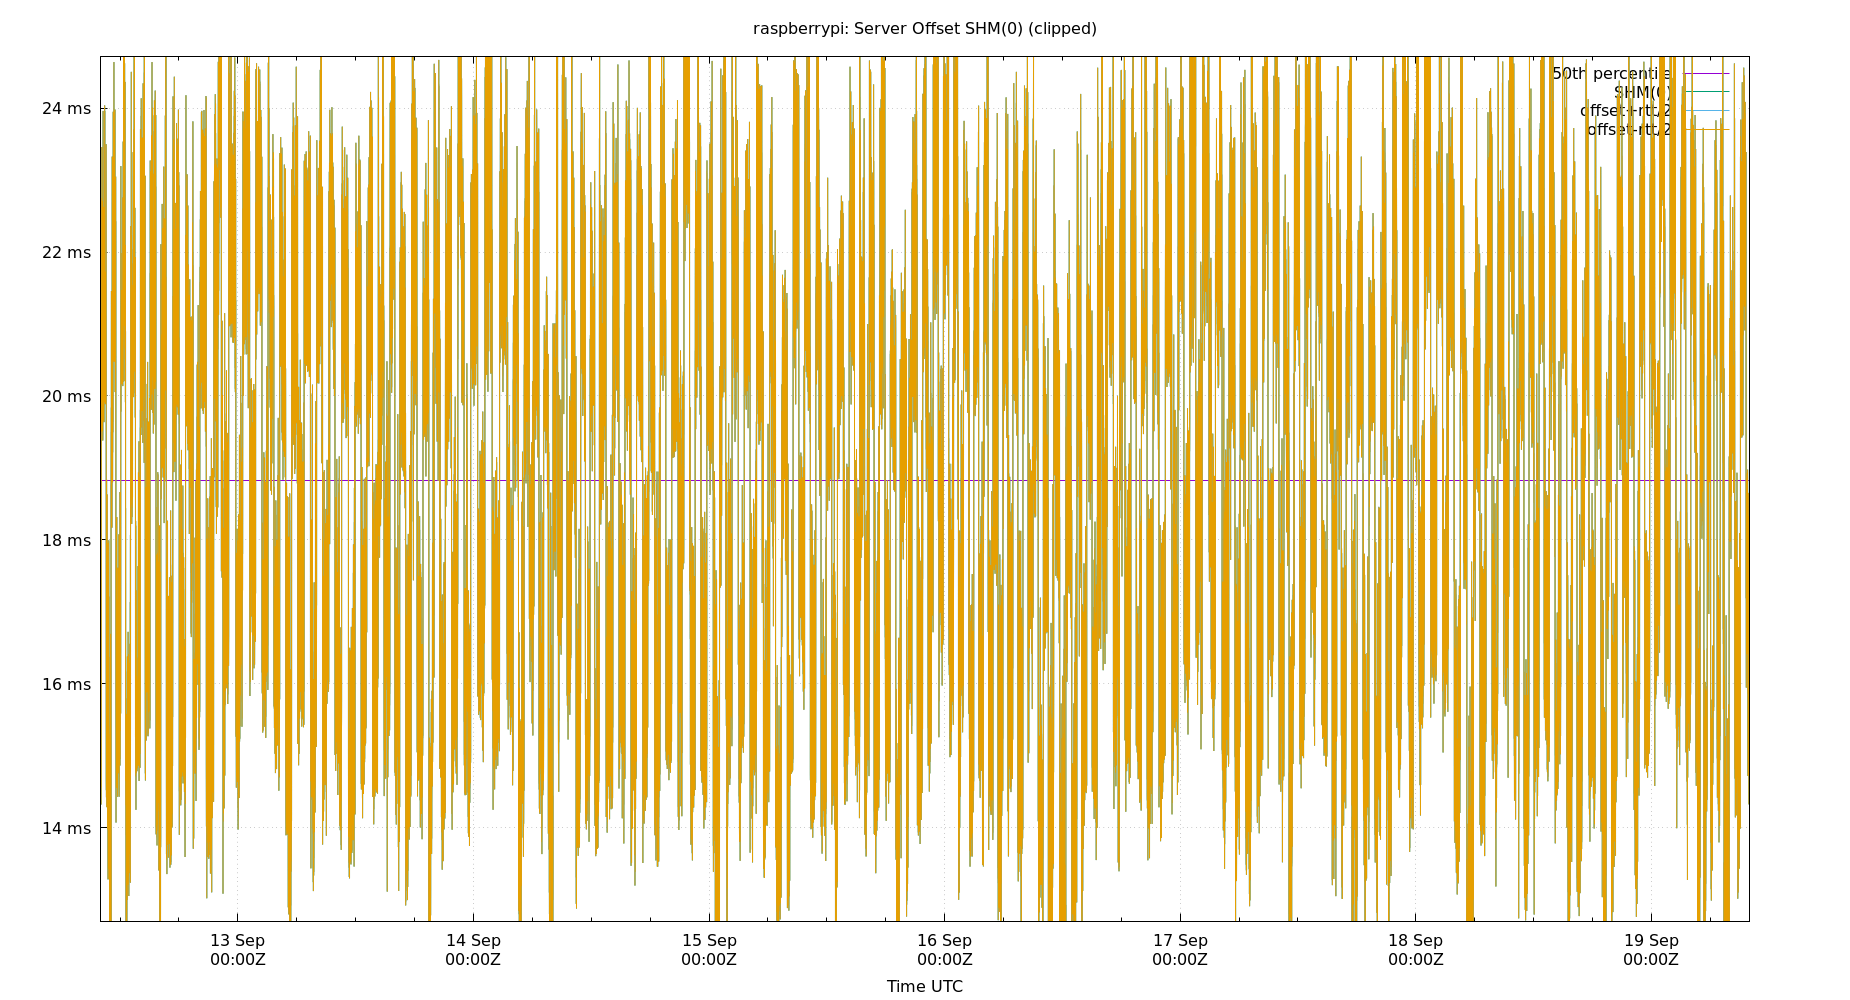 raspberrypi: Server Offset SHM(0) (clipped)
50th percentile
SHM(0)
offset+rtt/2
offset-rtt/2
24 ms
22 ms
20 ms
18 ms
16 ms
14 ms
13 Sep 14 Sep 15 Sep 16 Sep 17 Sep 18 Sep 19 Sep
00:00Z 00:00Z 00:00Z 00:00Z 00:00Z 00:00Z 00:00Z
Time UTC